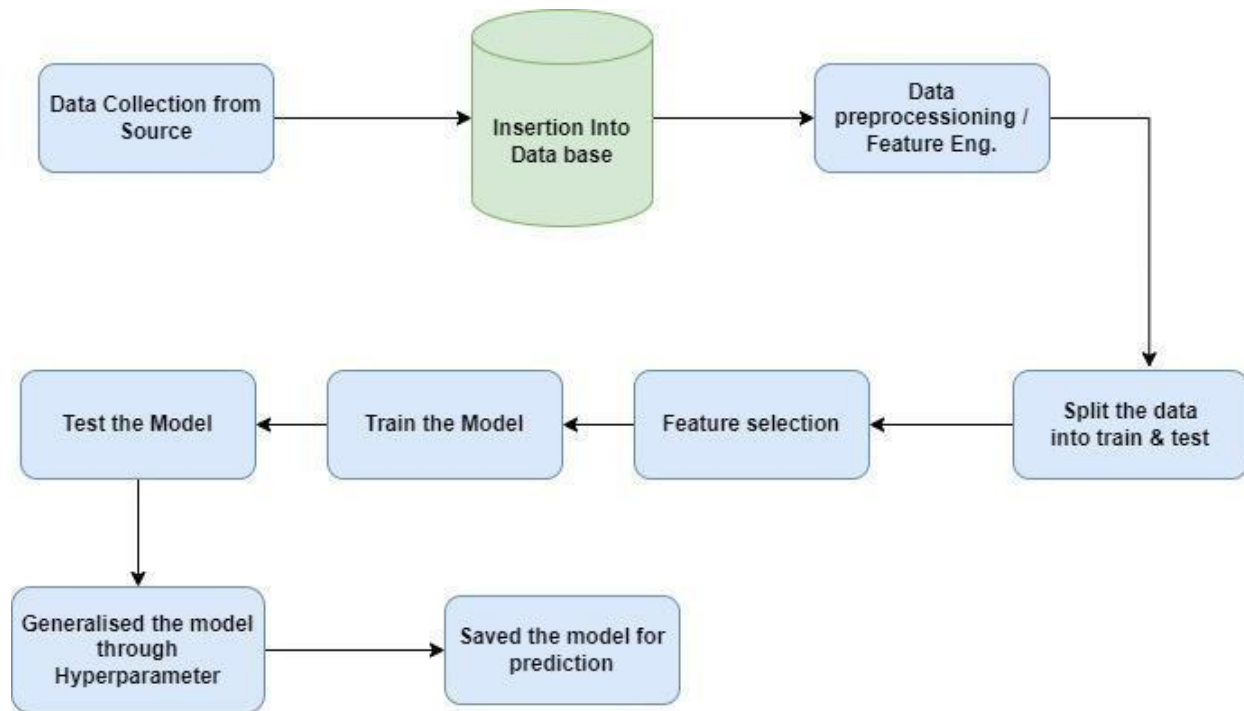 Data Collection from
Source
Insertion Into
Data base
Data
preprocessioning /
Feature Eng.
Split the data
into train & test
Feature selection
Train the Model
Test the Model
Generalised the model
through
Hyperparameter
Saved the model for
prediction